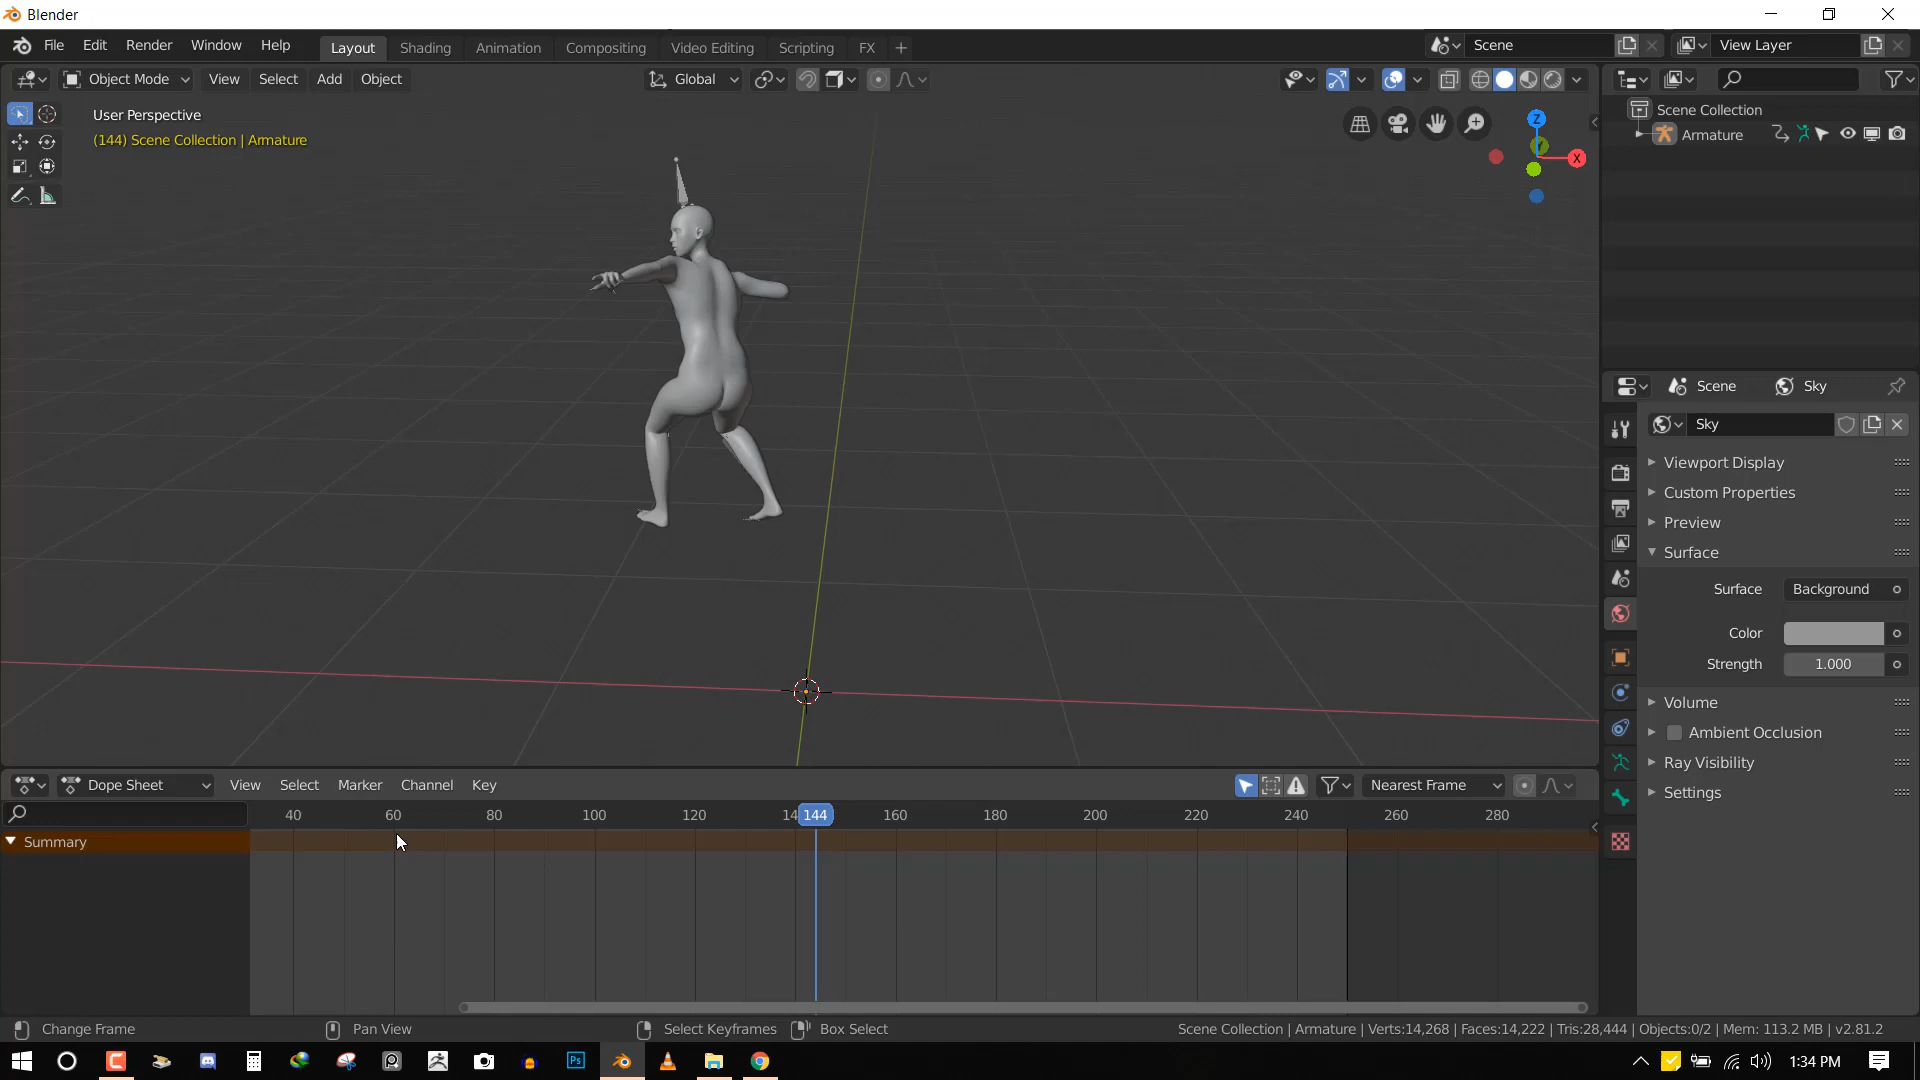 Blender
File Edit Render Window Help Layout Shading Animation Compositing Video Editing Scripting FX + Scene View Layer
Object Mode View Select Add Object Global
User Perspective
(144) Scene Collection | Armature
Z
Y
X
Scene Collection
Armature
Scene Sky
Sky
Viewport Display
Custom Properties
Preview
Surface
Surface Background
Color
Strength 1.000
Volume
Ambient Occlusion
Ray Visibility
Settings
Dope Sheet View Select Marker Channel Key Nearest Frame
40 60 80 100 120 14 144 160 180 200 220 240 260 280
Summary
Change Frame Pan View Select Keyframes Box Select Scene Collection | Armature | Verts:14,268 | Faces:14,222 | Tris:28,444 | Objects:0/2 | Mem: 113.2 MB | v2.81.2
Ps
1:34 PM